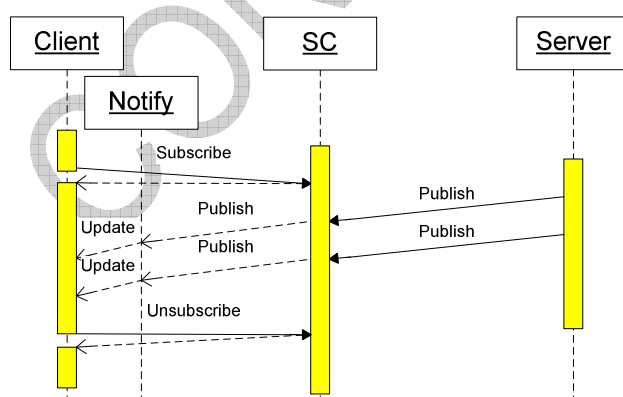 Client
SC
Server
Notify
Subscribe
Publish
Publish
Update
Publish
Publish
Update
Unsubscribe